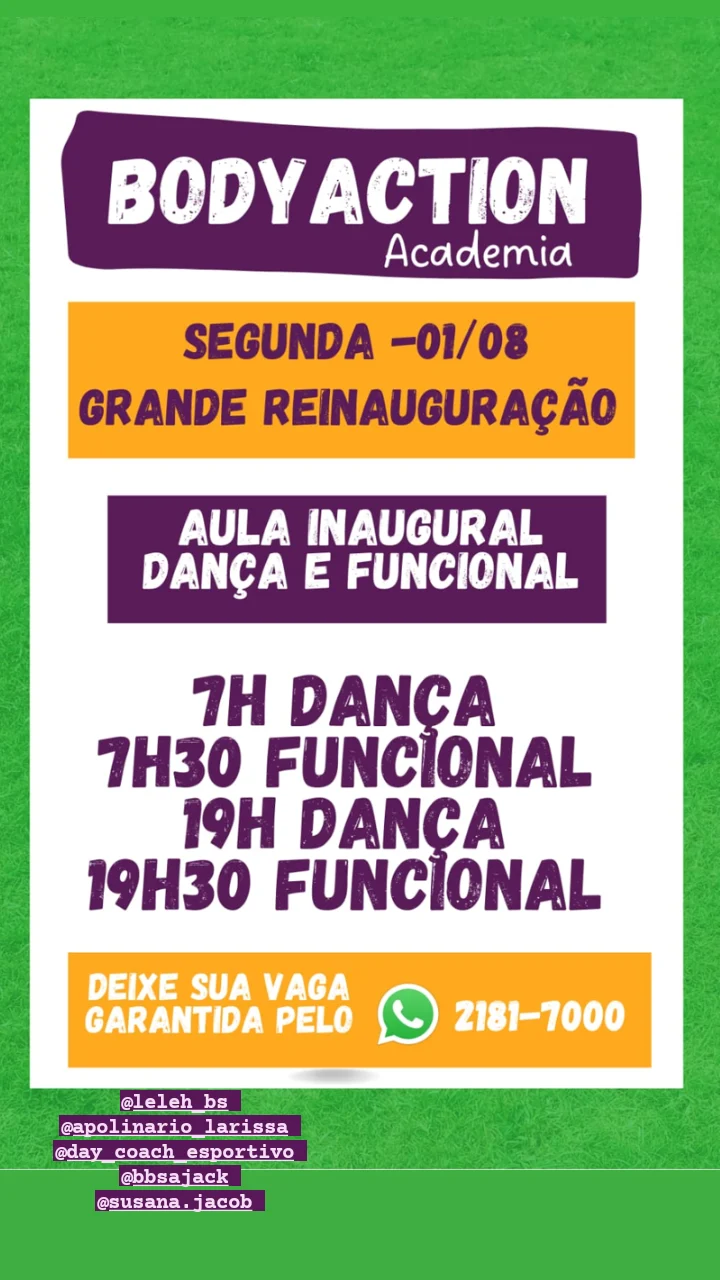 BODYACTION
Academia
SEGUNDA -01/08
GRANDE REINAUGURAÇÃO
AULA INAUGURAL
DANÇA E FUNCIONAL
7H DANÇA
7H30 FUNCIONAL
19H DANÇA
19H30 FUNCIONAL
DEIXE SUA VAGA
GARANTIDA PELO
2181-7000
@leleh_bs
@apolinario_larissa
@day_coach_esportivo
@bbsajack
@susana.jacob